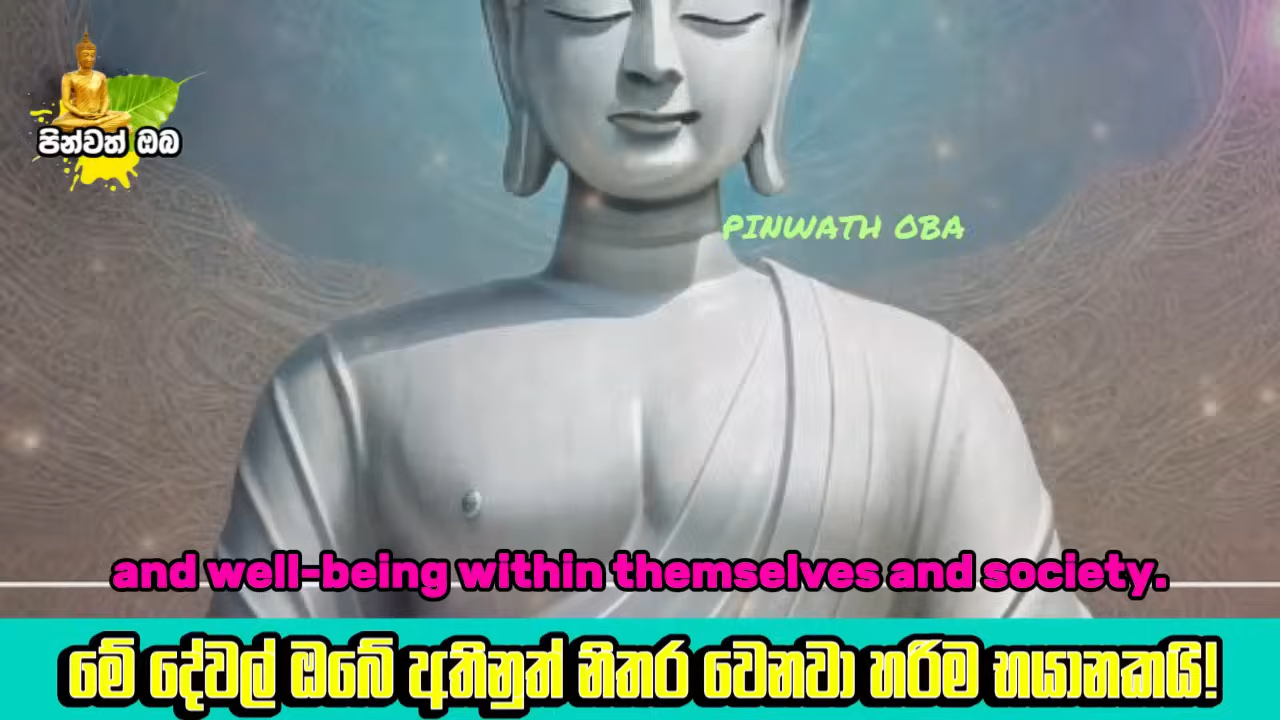 පින්වත් ඔබ
PINWATH OBA
and well-being within themselves and society.
මේ දේවල් ඔබේ අතිනුත් නිතර වෙනවා හරිම භයානකයි!